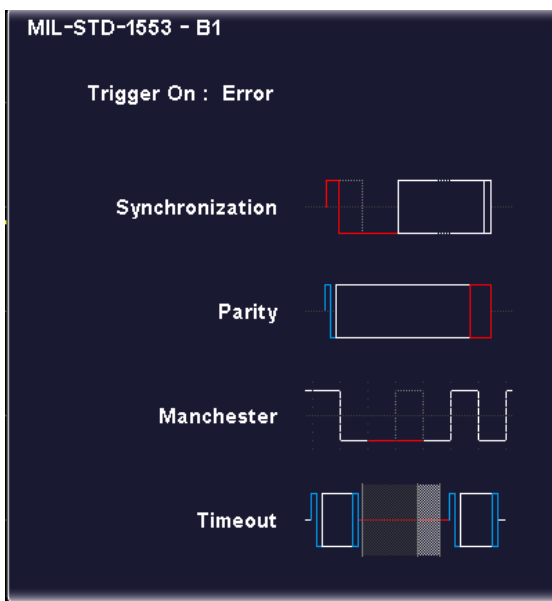 MIL-STD-1553 - B1
Trigger On : Error
Synchronization
Parity
Manchester
Timeout